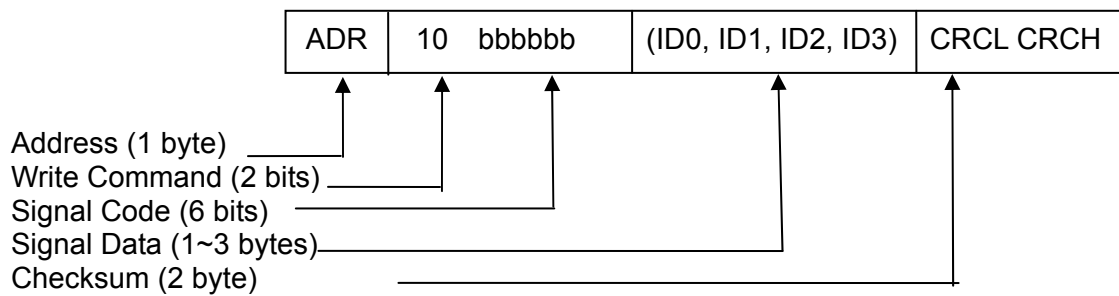 ADR 10 bbbbbb (ID0, ID1, ID2, ID3) CRCL CRCH
Address (1 byte)
Write Command (2 bits)
Signal Code (6 bits)
Signal Data (1~3 bytes)
Checksum (2 byte)